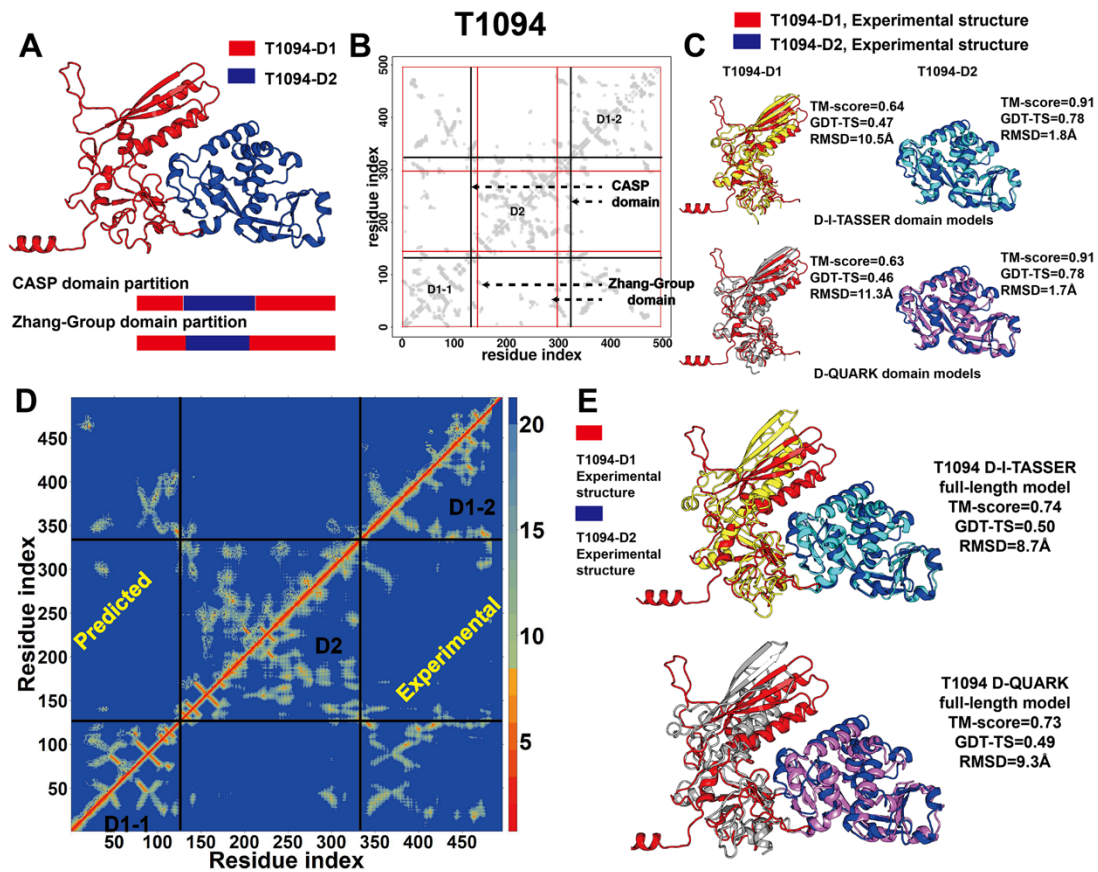 T1094
A
T1094-D1
T1094-D2
CASP domain partition
Zhang-Group domain partition
B
500
400
300
200
100
0
residue index
D1-2
D2
D1-1
CASP
domain
Zhang-Group
domain
0 100 200 300 400 500
residue index
C
T1094-D1, Experimental structure
T1094-D2, Experimental structure
T1094-D1
T1094-D2
TM-score=0.64
GDT-TS=0.47
RMSD=10.5Å
TM-score=0.91
GDT-TS=0.78
RMSD=1.8Å
D-I-TASSER domain models
TM-score=0.63
GDT-TS=0.46
RMSD=11.3Å
TM-score=0.91
GDT-TS=0.78
RMSD=1.7Å
D-QUARK domain models
D
450
400
350
300
250
200
150
100
50
Residue index
Predicted
Experimental
D1-2
D2
D1-1
50 100 150 200 250 300 350 400 450
Residue index
20
15
10
5
E
T1094-D1
Experimental
structure
T1094-D2
Experimental
structure
T1094 D-I-TASSER
full-length model
TM-score=0.74
GDT-TS=0.50
RMSD=8.7Å
T1094 D-QUARK
full-length model
TM-score=0.73
GDT-TS=0.49
RMSD=9.3Å